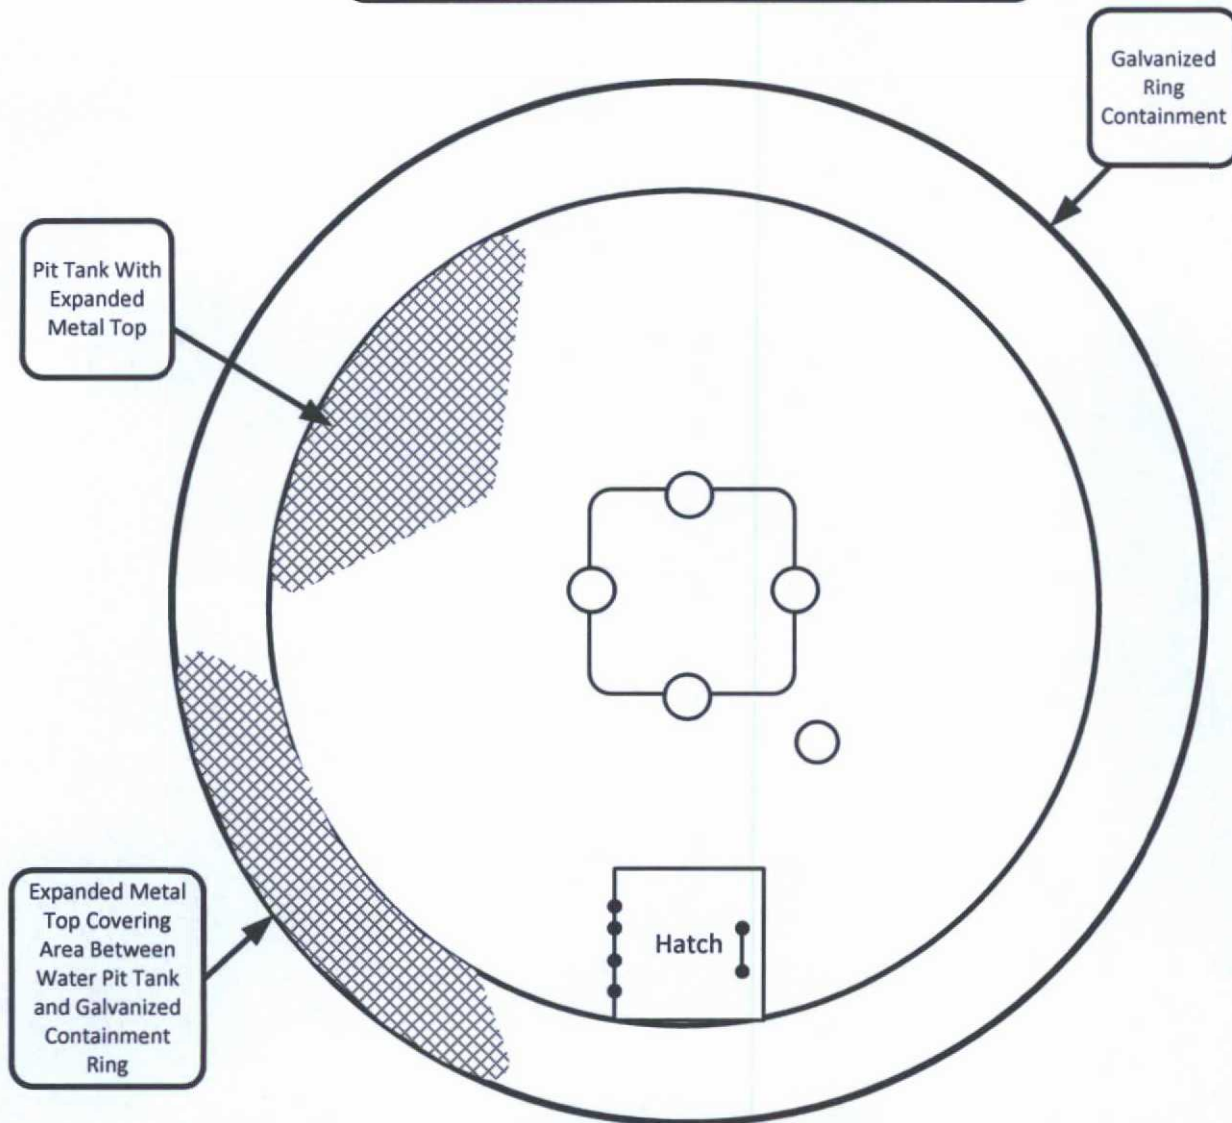 Galvanized
Ring
Containment
Pit Tank With
Expanded
Metal Top
Expanded Metal
Top Covering
Area Between
Water Pit Tank
and Galvanized
Containment
Ring
Hatch